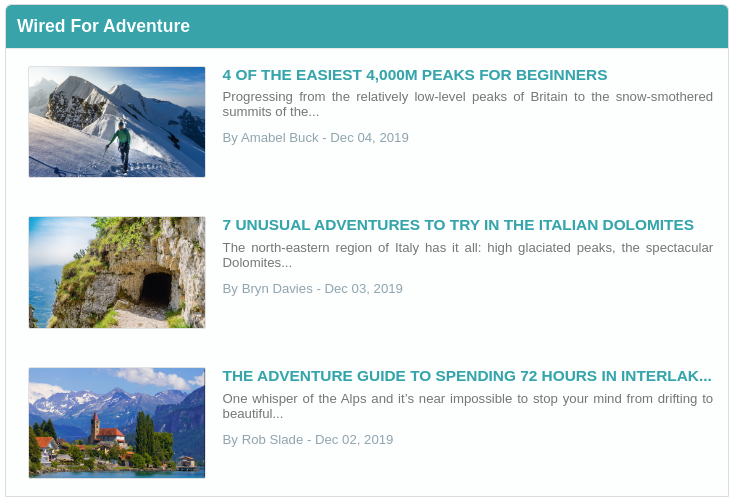 Wired For Adventure
4 OF THE EASIEST 4,000M PEAKS FOR BEGINNERS
Progressing from the relatively low-level peaks of Britain to the snow-smothered
summits of the...
By Amabel Buck - Dec 04, 2019
7 UNUSUAL ADVENTURES TO TRY IN THE ITALIAN DOLOMITES
The north-eastern region of Italy has it all: high glaciated peaks, the spectacular
Dolomites...
By Bryn Davies - Dec 03, 2019
THE ADVENTURE GUIDE TO SPENDING 72 HOURS IN INTERLAK...
One whisper of the Alps and it’s near impossible to stop your mind from drifting to
beautiful...
By Rob Slade - Dec 02, 2019